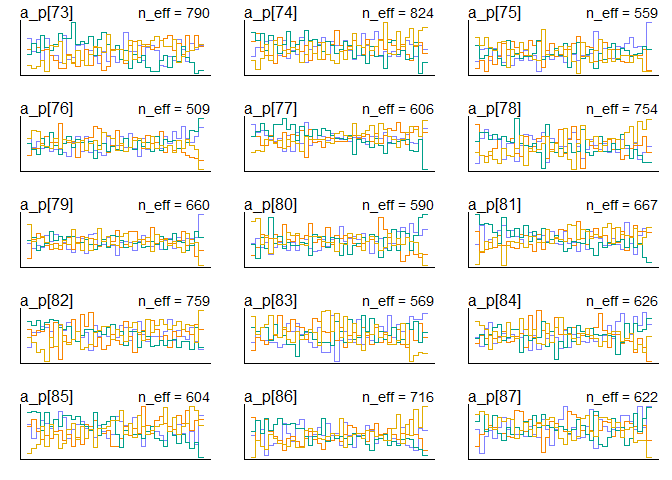 a_p[73] n_eff = 790 a_p[74] n_eff = 824 a_p[75] n_eff = 559
a_p[76] n_eff = 509 a_p[77] n_eff = 606 a_p[78] n_eff = 754
a_p[79] n_eff = 660 a_p[80] n_eff = 590 a_p[81] n_eff = 667
a_p[82] n_eff = 759 a_p[83] n_eff = 569 a_p[84] n_eff = 626
a_p[85] n_eff = 604 a_p[86] n_eff = 716 a_p[87] n_eff = 622